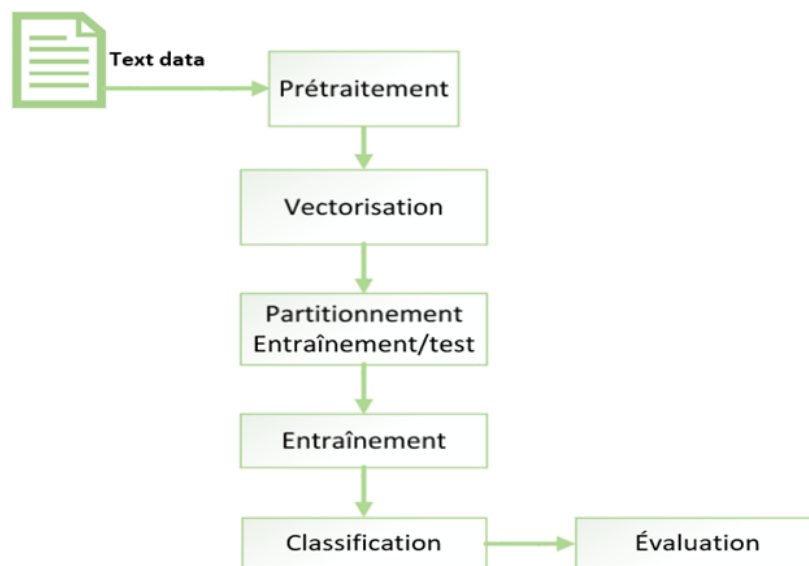 Text data
Prétraitement
Vectorisation
Partitionnement
Entraînement/test
Entraînement
Classification
Évaluation